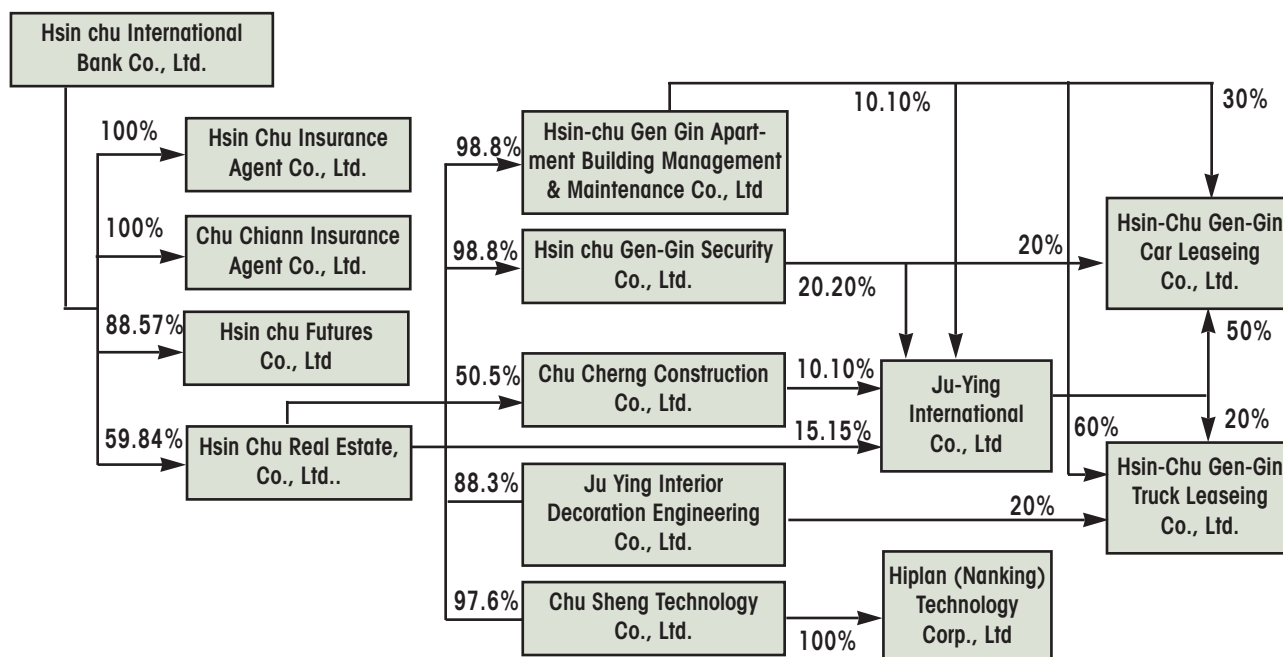 Hsin chu International
Bank Co., Ltd.
100%
Hsin Chu Insurance
Agent Co., Ltd.
100%
Chu Chiann Insurance
Agent Co., Ltd.
88.57%
Hsin chu Futures
Co., Ltd
59.84%
Hsin Chu Real Estate,
Co., Ltd..
98.8%
Hsin-chu Gen Gin Apart-
ment Building Management
& Maintenance Co., Ltd
98.8%
Hsin chu Gen-Gin Security
Co., Ltd.
50.5%
Chu Cherng Construction
Co., Ltd.
88.3%
Ju Ying Interior
Decoration Engineering
Co., Ltd.
97.6%
Chu Sheng Technology
Co., Ltd.
10.10%
20.20%
10.10%
15.15%
Ju-Ying
International
Co., Ltd
100%
Hiplan (Nanking)
Technology
Corp., Ltd
30%
20%
50%
Hsin-Chu Gen-Gin
Car Leaseing
Co., Ltd.
60%
20%
20%
Hsin-Chu Gen-Gin
Truck Leaseing
Co., Ltd.